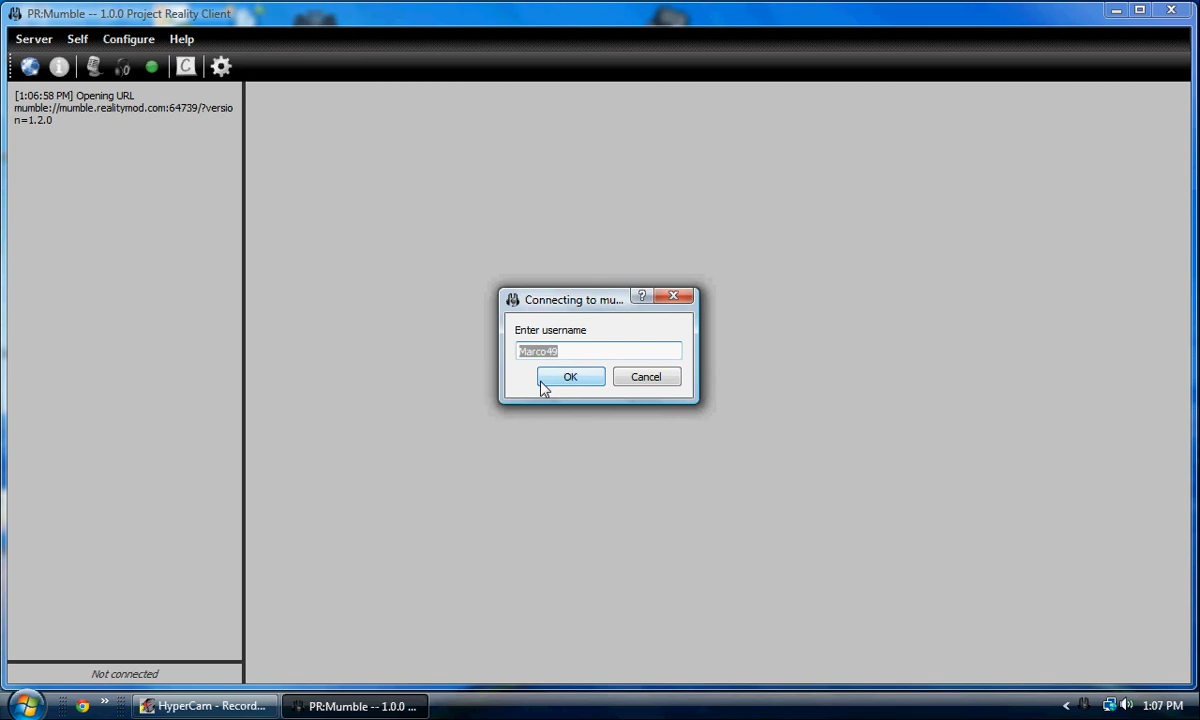 PR:Mumble -- 1.0.0 Project Reality Client
Server Self Configure Help
C
[1:06:58 PM] Opening URL
mumble://mumble.realitymod.com:64739/?versio
n=1.2.0
Connecting to mu...
?
Enter username
Marco49
OK Cancel
Not connected
HyperCam - Record... PR:Mumble -- 1.0.0 ... 1:07 PM